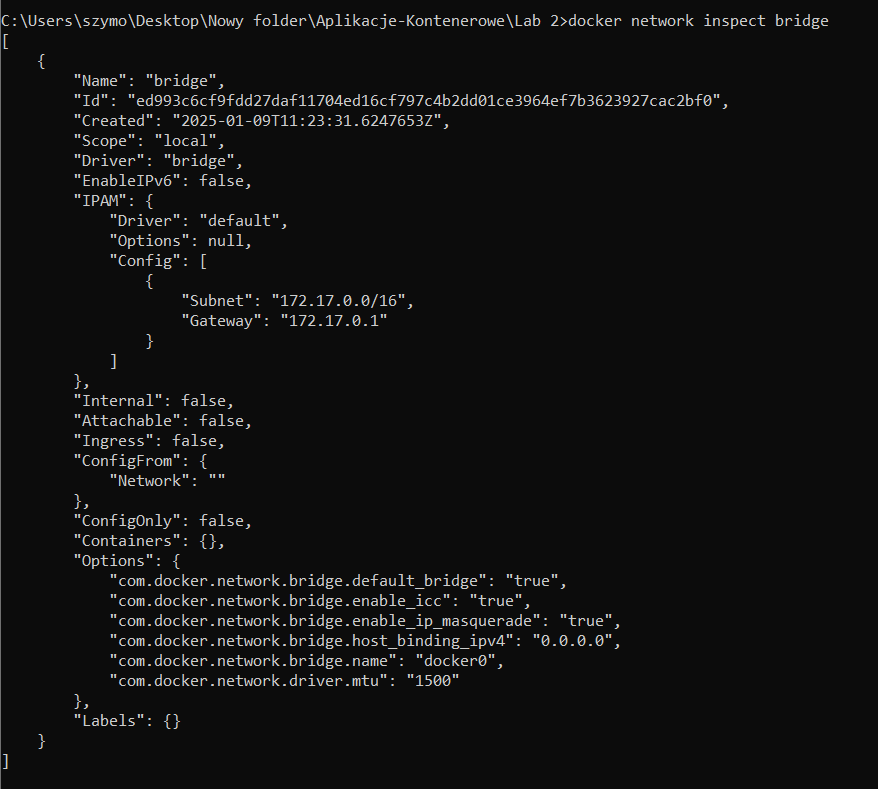 C:\Users\szymo\Desktop\Nowy folder\Aplikacje-Kontenerowe\Lab 2>docker network inspect bridge
[
    {
        "Name": "bridge",
        "Id": "ed993c6cf9fdd27daf11704ed16cf797c4b2dd01ce3964ef7b3623927cac2bf0",
        "Created": "2025-01-09T11:23:31.6247653Z",
        "Scope": "local",
        "Driver": "bridge",
        "EnableIPv6": false,
        "IPAM": {
            "Driver": "default",
            "Options": null,
            "Config": [
                {
                    "Subnet": "172.17.0.0/16",
                    "Gateway": "172.17.0.1"
                }
            ]
        },
        "Internal": false,
        "Attachable": false,
        "Ingress": false,
        "ConfigFrom": {
            "Network": ""
        },
        "ConfigOnly": false,
        "Containers": {},
        "Options": {
            "com.docker.network.bridge.default_bridge": "true",
            "com.docker.network.bridge.enable_icc": "true",
            "com.docker.network.bridge.enable_ip_masquerade": "true",
            "com.docker.network.bridge.host_binding_ipv4": "0.0.0.0",
            "com.docker.network.bridge.name": "docker0",
            "com.docker.network.driver.mtu": "1500"
        },
        "Labels": {}
    }
]